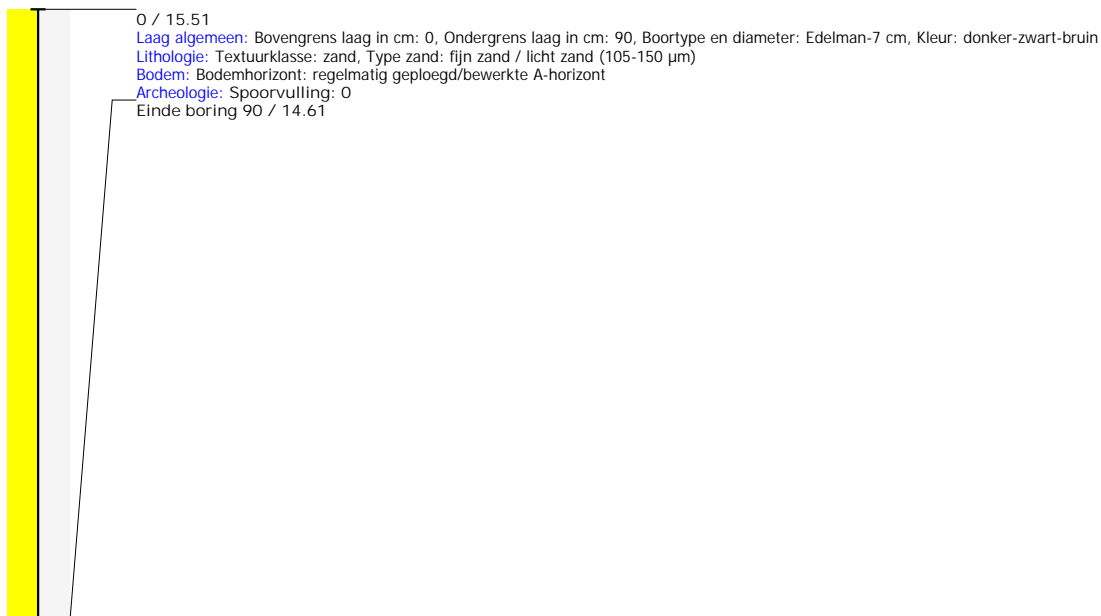 0 / 15.51
Laag algemeen: Bovengrens laag in cm: 0, Ondergrens laag in cm: 90, Boortype en diameter: Edelman-7 cm, Kleur: donker-zwart-bruin
Lithologie: Textuurklasse: zand, Type zand: fijn zand / licht zand (105-150 µm)
Bodem: Bodemhorizont: regelmatig geploegd/bewerkte A-horizont
Archeologie: Spoorvulling: 0
Einde boring 90 / 14.61